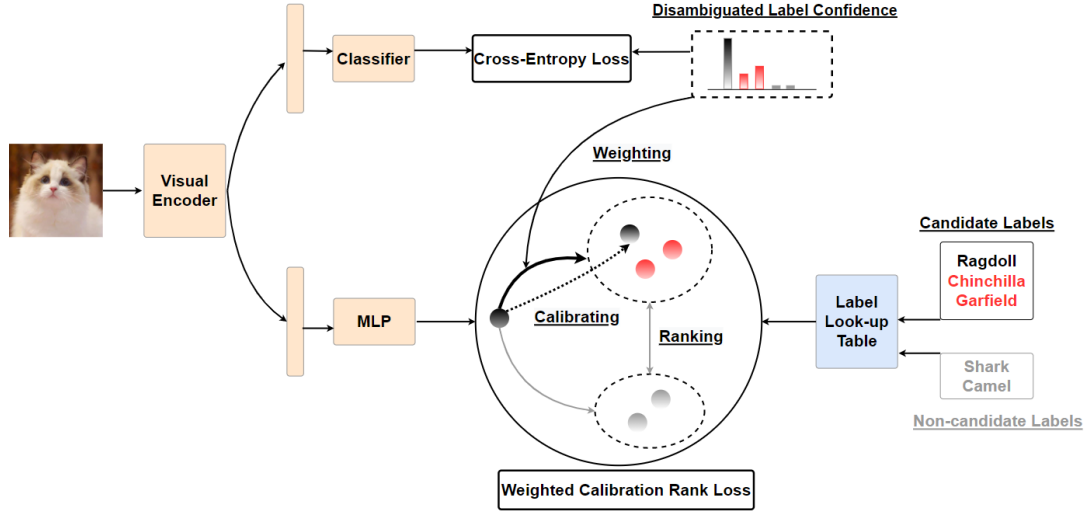 Disambiguated Label Confidence
Classifier
Cross-Entropy Loss
Weighting
Visual
Encoder
Candidate Labels
Ragdoll
Chinchilla
Garfield
Label
Look-up
Table
MLP
Calibrating
Ranking
Shark
Camel
Non-candidate Labels
Weighted Calibration Rank Loss